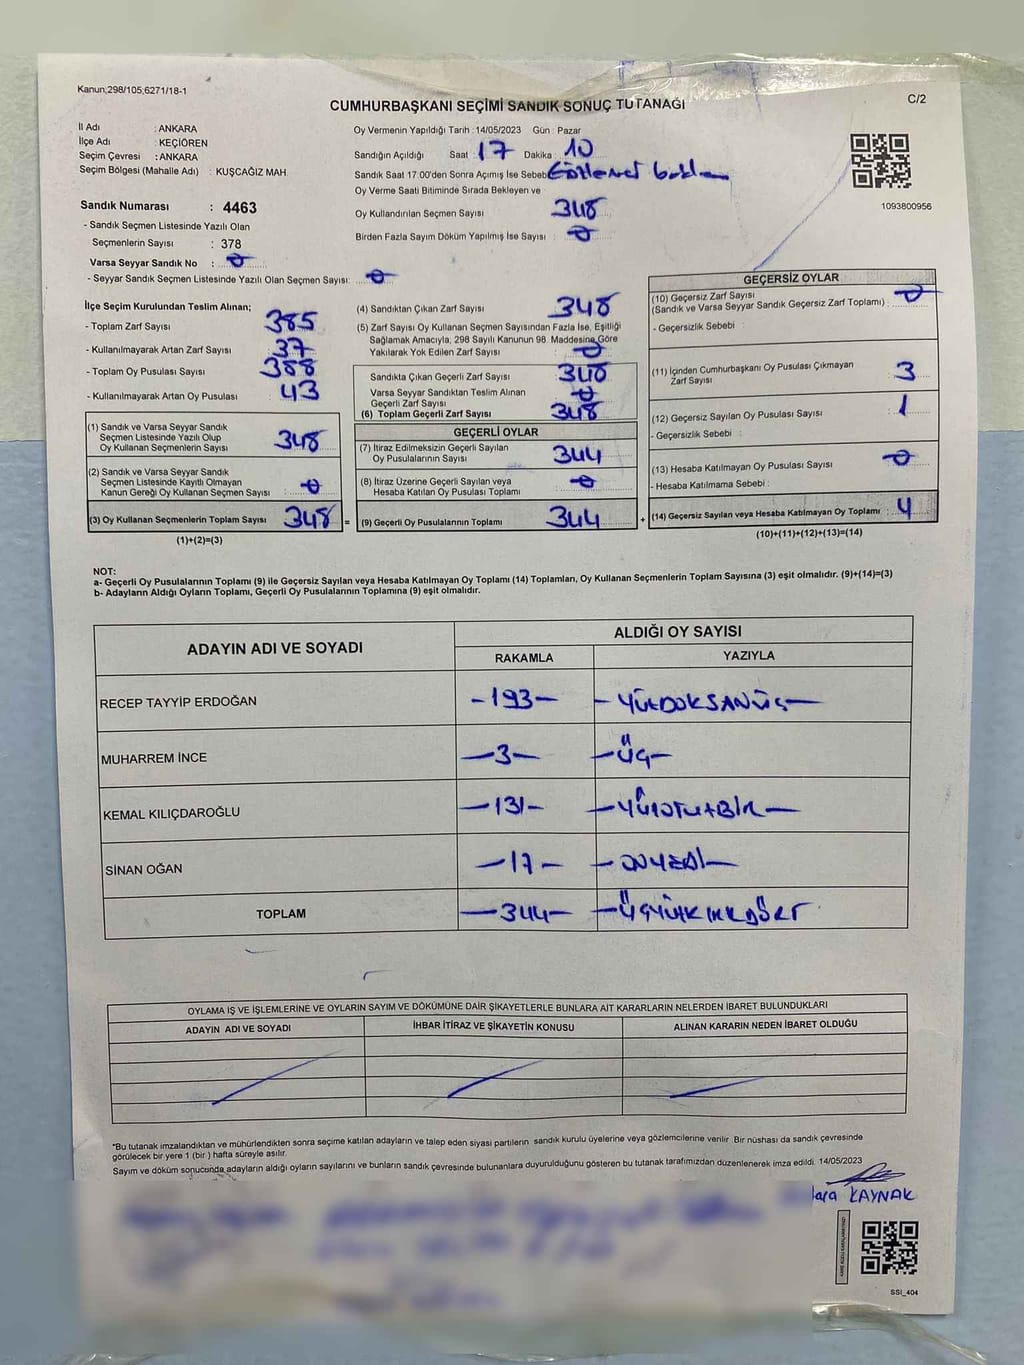 Kanun;298/105;6271/18-1
CUMHURBAŞKANI SEÇİMİ SANDIK SONUÇ TUTANAĞI
C/2
İl Adı : ANKARA
İlçe Adı : KEÇİÖREN
Seçim Çevresi : ANKARA
Seçim Bölgesi (Mahalle Adı) : KUŞCAĞIZ MAH.
Oy Vermenin Yapıldığı Tarih : 14/05/2023 Gün : Pazar
Sandığın Açıldığı Saat : 17 Dakika : 10
Sandık Saat 17:00'den Sonra Açımış İse Sebebi
Oy Verme Saati Bitiminde Sırada Bekleyen ve
Oy Kullandırılan Seçmen Sayısı 348
Birden Fazla Sayım Döküm Yapılmış İse Sayısı : 0
1093800956
Sandık Numarası : 4463
- Sandık Seçmen Listesinde Yazılı Olan
Seçmenlerin Sayısı : 378
Varsa Seyyar Sandık No : 0
- Seyyar Sandık Seçmen Listesinde Yazılı Olan Seçmen Sayısı: 0
İlçe Seçim Kurulundan Teslim Alınan;
- Toplam Zarf Sayısı 385
- Kullanılmayarak Artan Zarf Sayısı : 37
- Toplam Oy Pusulası Sayısı : 388
- Kullanılmayarak Artan Oy Pusulası : 43
(1) Sandık ve Varsa Seyyar Sandık
Seçmen Listesinde Yazılı Olup
Oy Kullanan Seçmenlerin Sayısı 348
(2) Sandık ve Varsa Seyyar Sandık
Seçmen Listesinde Kayıtlı Olmayan
Kanun Gereği Oy Kullanan Seçmen Sayısı : 0
(3) Oy Kullanan Seçmenlerin Toplam Sayısı 348 =
(1)+(2)=(3)
(4) Sandıktan Çıkan Zarf Sayısı 348
(5) Zarf Sayısı Oy Kullanan Seçmen Sayısından Fazla İse, Eşitliği
Sağlamak Amacıyla, 298 Sayılı Kanunun 98. Maddesine Göre
Yakılarak Yok Edilen Zarf Sayısı : 0
Sandıkta Çıkan Geçerli Zarf Sayısı : 348
Varsa Seyyar Sandıktan Teslim Alınan
Geçerli Zarf Sayısı : 0
(6) Toplam Geçerli Zarf Sayısı 348
GEÇERLİ OYLAR
(7) İtiraz Edilmeksizin Geçerli Sayılan
Oy Pusulalarının Sayısı 344
(8) İtiraz Üzerine Geçerli Sayılan veya
Hesaba Katılan Oy Pusulası Toplamı : 0
(9) Geçerli Oy Pusulalarının Toplamı 344 +
GEÇERSİZ OYLAR
(10) Geçersiz Zarf Sayısı
(Sandık ve Varsa Seyyar Sandık Geçersiz Zarf Toplamı) : 0
- Geçersizlik Sebebi
(11) İçinden Cumhurbaşkanı Oy Pusulası Çıkmayan
Zarf Sayısı : 3
(12) Geçersiz Sayılan Oy Pusulası Sayısı : 1
- Geçersizlik Sebebi :
(13) Hesaba Katılmayan Oy Pusulası Sayısı : 0
- Hesaba Katılmama Sebebi :
(14) Geçersiz Sayılan veya Hesaba Katılmayan Oy Toplamı : 4
(10)+(11)+(12)+(13)=(14)
NOT:
a- Geçerli Oy Pusulalarının Toplamı (9) ile Geçersiz Sayılan veya Hesaba Katılmayan Oy Toplamı (14) Toplamları, Oy Kullanan Seçmenlerin Toplam Sayısına (3) eşit olmalıdır. (9)+(14)=(3)
b- Adayların Aldığı Oyların Toplamı, Geçerli Oy Pusulalarının Toplamına (9) eşit olmalıdır.
ADAYIN ADI VE SOYADI ALDIĞI OY SAYISI
RAKAMLA YAZIYLA
RECEP TAYYİP ERDOĞAN -193- - YÜZDOKSANÜÇ -
MUHARREM İNCE -3- - ÜÇ -
KEMAL KILIÇDAROĞLU -131- - YÜZOTUZBİR -
SİNAN OĞAN -17- - ONYEDİ -
TOPLAM -344- - ÜÇYÜZKIRKDÖRT
OYLAMA İŞ VE İŞLEMLERİNE VE OYLARIN SAYIM VE DÖKÜMÜNE DAİR ŞİKAYETLERLE BUNLARA AİT KARARLARIN NELERDEN İBARET BULUNDUKLARI
ADAYIN ADI VE SOYADI İHBAR İTİRAZ VE ŞİKAYETİN KONUSU ALINAN KARARIN NEDEN İBARET OLDUĞU
*Bu tutanak imzalandıktan ve mühürlendikten sonra seçime katılan adayların ve talep eden siyasi partilerin sandık kurulu üyelerine veya gözlemcilerine verilir. Bir nüshası da sandık çevresinde
görülecek bir yere 1 (bir ) hafta süreyle asılır.
Sayım ve döküm sonucunda adayların aldığı oyların sayılarını ve bunların sandık çevresinde bulunanlara duyurulduğunu gösteren bu tutanak tarafımızdan düzenlenerek imza edildi. 14/05/2023
KAYNAK
SSI_404